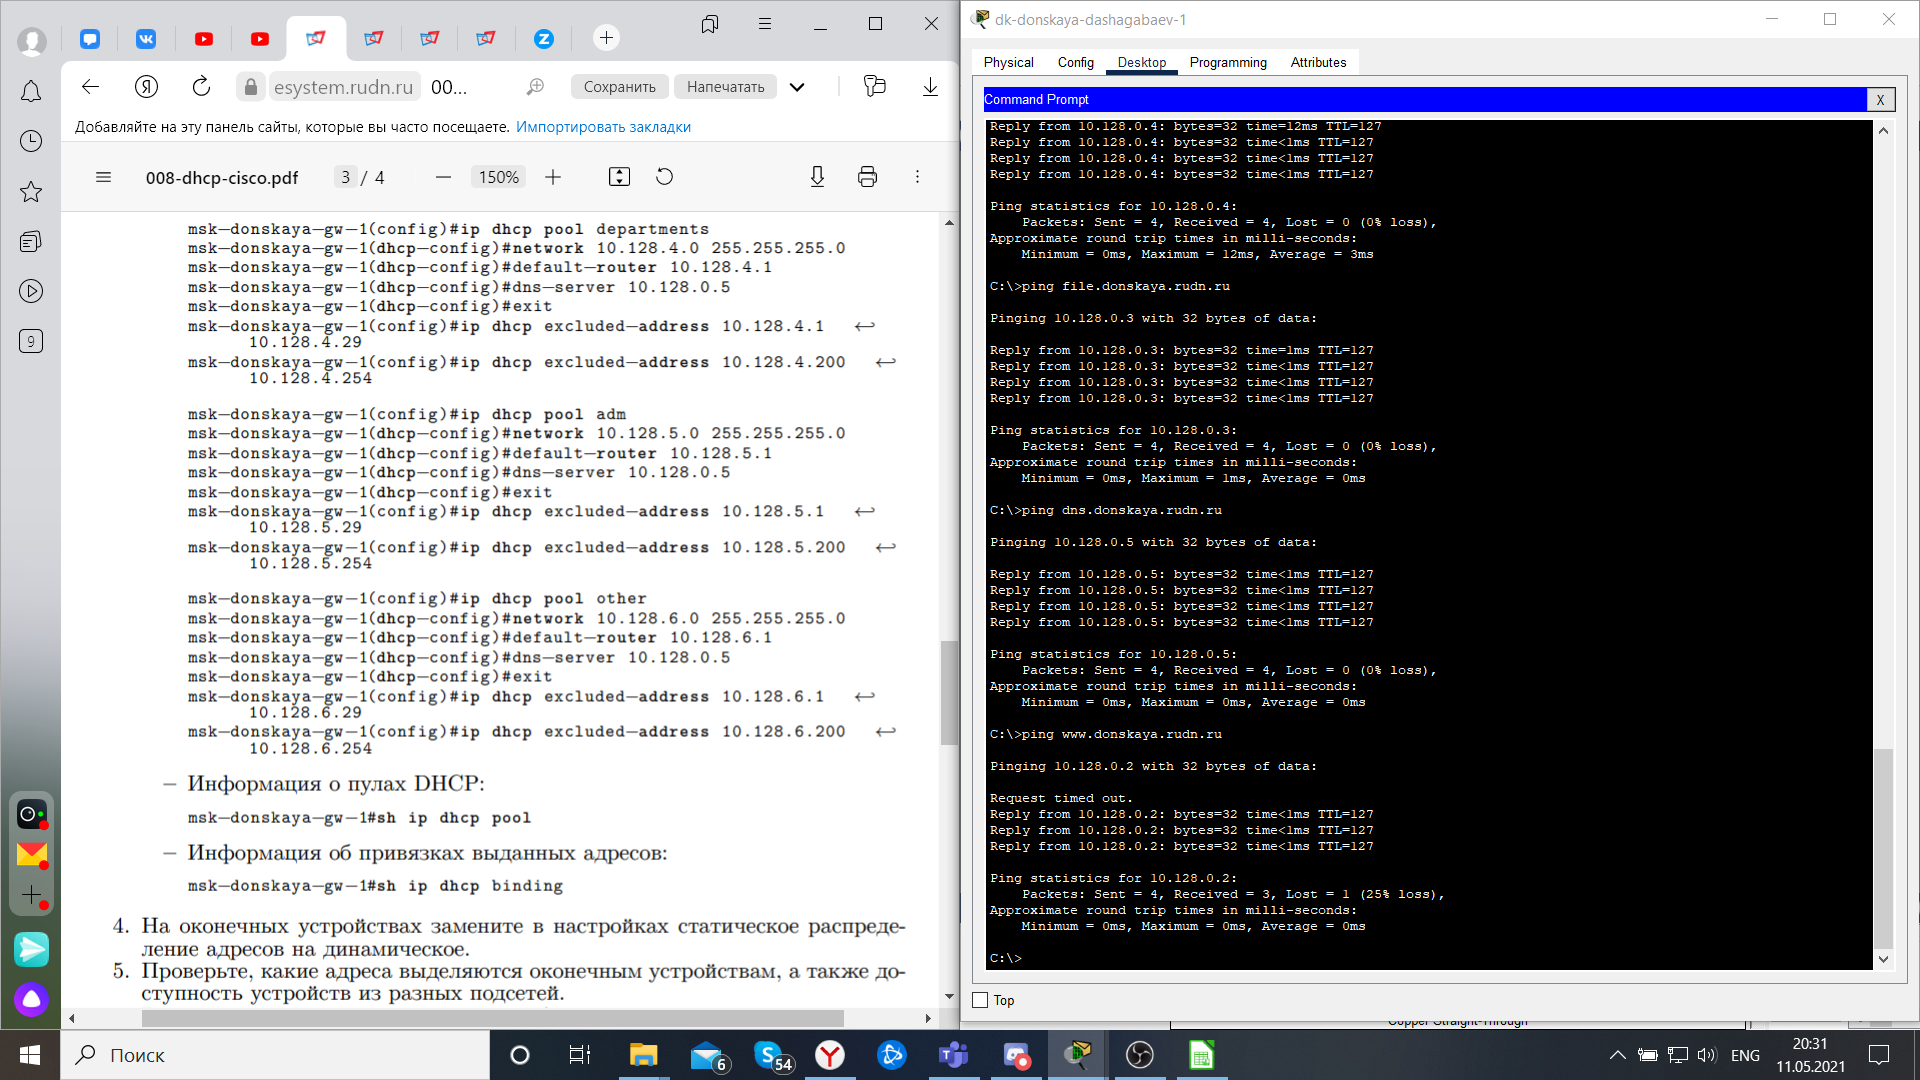 esystem.rudn.ru
00...
Сохранить
Напечатать
Добавляйте на эту панель сайты, которые вы часто посещаете. Импортировать закладки
008-dhcp-cisco.pdf
3 / 4
150%
msk—donskaya—gw—1(config)#ip dhcp pool departments
msk—donskaya—gw—1(dhcp—config)#network 10.128.4.0 255.255.255.0
msk—donskaya—gw—1(dhcp—config)#default—router 10.128.4.1
msk—donskaya—gw—1(dhcp—config)#dns—server 10.128.0.5
msk—donskaya—gw—1(dhcp—config)#exit
msk—donskaya—gw—1(config)#ip dhcp excluded—address 10.128.4.1 ↩
10.128.4.29
msk—donskaya—gw—1(config)#ip dhcp excluded—address 10.128.4.200 ↩
10.128.4.254
msk—donskaya—gw—1(config)#ip dhcp pool adm
msk—donskaya—gw—1(dhcp—config)#network 10.128.5.0 255.255.255.0
msk—donskaya—gw—1(dhcp—config)#default—router 10.128.5.1
msk—donskaya—gw—1(dhcp—config)#dns—server 10.128.0.5
msk—donskaya—gw—1(dhcp—config)#exit
msk—donskaya—gw—1(config)#ip dhcp excluded—address 10.128.5.1 ↩
10.128.5.29
msk—donskaya—gw—1(config)#ip dhcp excluded—address 10.128.5.200 ↩
10.128.5.254
msk—donskaya—gw—1(config)#ip dhcp pool other
msk—donskaya—gw—1(dhcp—config)#network 10.128.6.0 255.255.255.0
msk—donskaya—gw—1(dhcp—config)#default—router 10.128.6.1
msk—donskaya—gw—1(dhcp—config)#dns—server 10.128.0.5
msk—donskaya—gw—1(dhcp—config)#exit
msk—donskaya—gw—1(config)#ip dhcp excluded—address 10.128.6.1 ↩
10.128.6.29
msk—donskaya—gw—1(config)#ip dhcp excluded—address 10.128.6.200 ↩
10.128.6.254
– Информация о пулах DHCP:
msk—donskaya—gw—1#sh ip dhcp pool
– Информация об привязках выданных адресов:
msk—donskaya—gw—1#sh ip dhcp binding
4. На оконечных устройствах замените в настройках статическое распреде-
ление адресов на динамическое.
5. Проверьте, какие адреса выделяются оконечным устройствам, а также до-
ступность устройств из разных подсетей.
9
dk-donskaya-dashagabaev-1
Physical Config Desktop Programming Attributes
Command Prompt
X
Reply from 10.128.0.4: bytes=32 time=12ms TTL=127
Reply from 10.128.0.4: bytes=32 time<1ms TTL=127
Reply from 10.128.0.4: bytes=32 time<1ms TTL=127
Reply from 10.128.0.4: bytes=32 time<1ms TTL=127
Ping statistics for 10.128.0.4:
Packets: Sent = 4, Received = 4, Lost = 0 (0% loss),
Approximate round trip times in milli-seconds:
Minimum = 0ms, Maximum = 12ms, Average = 3ms
C:\>ping file.donskaya.rudn.ru
Pinging 10.128.0.3 with 32 bytes of data:
Reply from 10.128.0.3: bytes=32 time=1ms TTL=127
Reply from 10.128.0.3: bytes=32 time<1ms TTL=127
Reply from 10.128.0.3: bytes=32 time<1ms TTL=127
Reply from 10.128.0.3: bytes=32 time<1ms TTL=127
Ping statistics for 10.128.0.3:
Packets: Sent = 4, Received = 4, Lost = 0 (0% loss),
Approximate round trip times in milli-seconds:
Minimum = 0ms, Maximum = 1ms, Average = 0ms
C:\>ping dns.donskaya.rudn.ru
Pinging 10.128.0.5 with 32 bytes of data:
Reply from 10.128.0.5: bytes=32 time<1ms TTL=127
Reply from 10.128.0.5: bytes=32 time<1ms TTL=127
Reply from 10.128.0.5: bytes=32 time<1ms TTL=127
Reply from 10.128.0.5: bytes=32 time<1ms TTL=127
Ping statistics for 10.128.0.5:
Packets: Sent = 4, Received = 4, Lost = 0 (0% loss),
Approximate round trip times in milli-seconds:
Minimum = 0ms, Maximum = 0ms, Average = 0ms
C:\>ping www.donskaya.rudn.ru
Pinging 10.128.0.2 with 32 bytes of data:
Request timed out.
Reply from 10.128.0.2: bytes=32 time<1ms TTL=127
Reply from 10.128.0.2: bytes=32 time<1ms TTL=127
Reply from 10.128.0.2: bytes=32 time<1ms TTL=127
Ping statistics for 10.128.0.2:
Packets: Sent = 4, Received = 3, Lost = 1 (25% loss),
Approximate round trip times in milli-seconds:
Minimum = 0ms, Maximum = 0ms, Average = 0ms
C:\>
Top
Copper Straight-Through
Поиск
6
54
ENG
20:31
11.05.2021